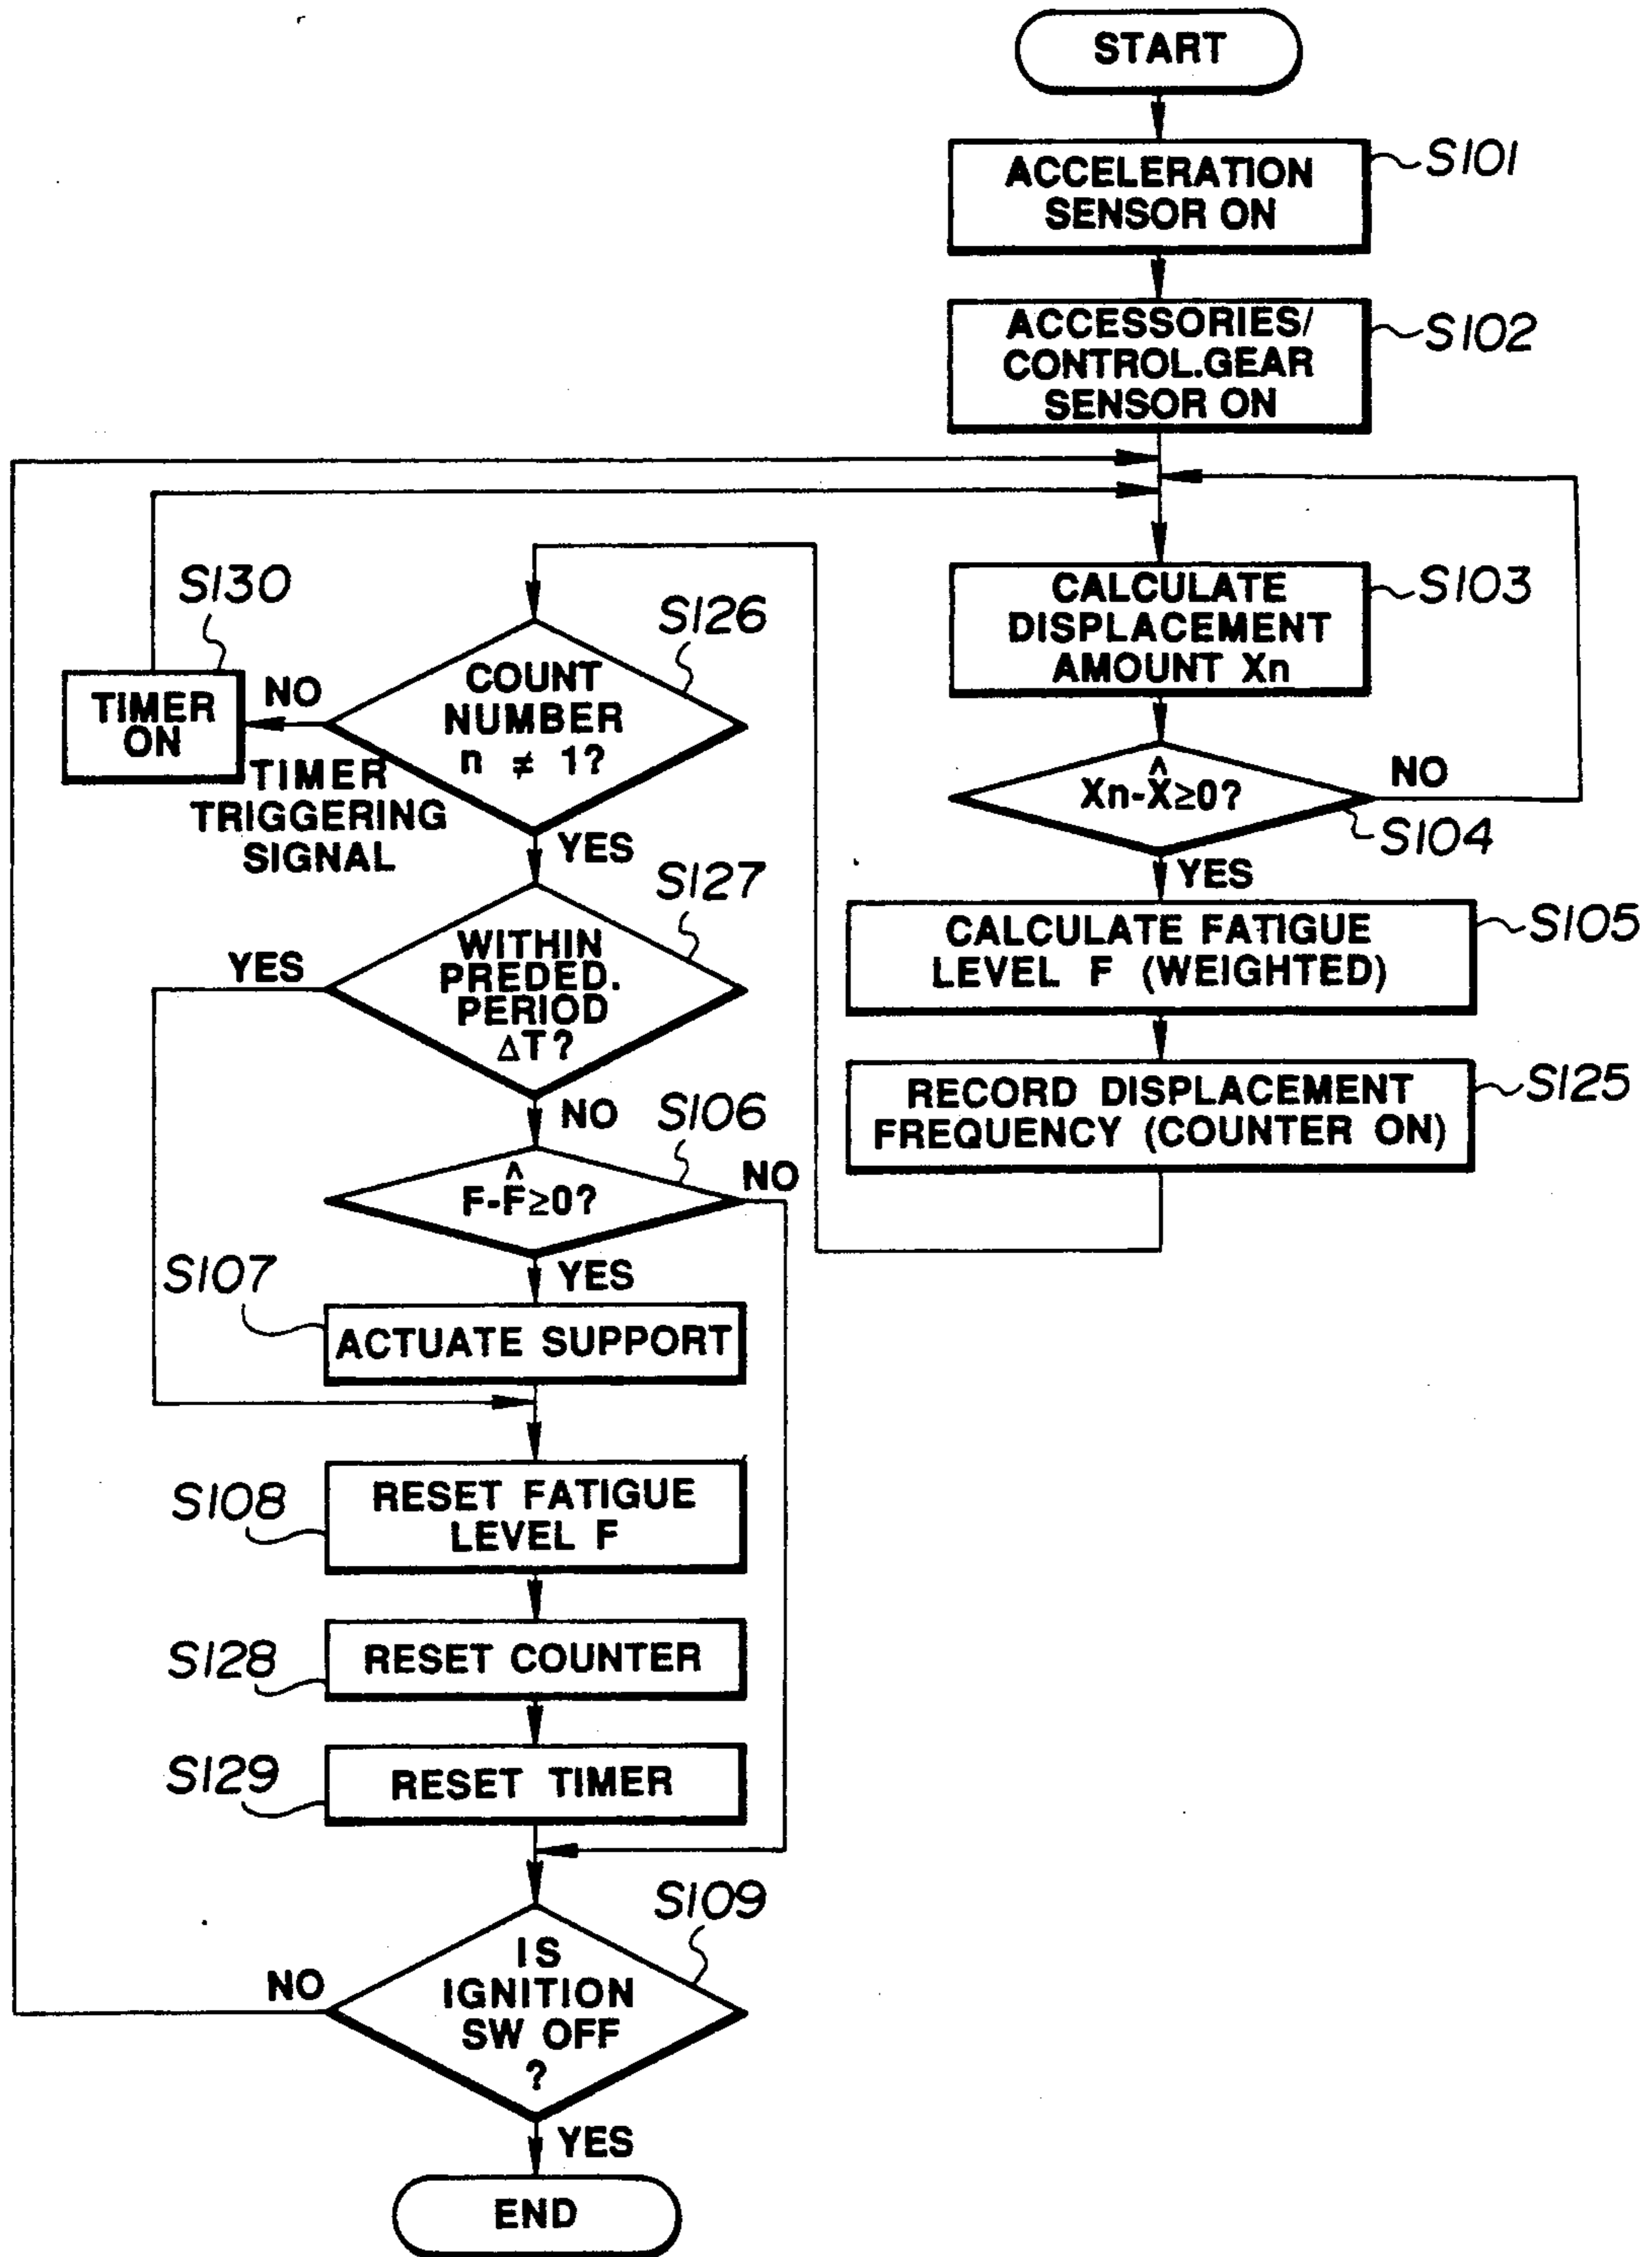 START
ACCELERATION
SENSOR ON
S101
ACCESSORIES/
CONTROL.GEAR
SENSOR ON
S102
CALCULATE
DISPLACEMENT
AMOUNT Xn
S103
Xn-X̂≥0?
NO
S104
YES
CALCULATE FATIGUE
LEVEL F (WEIGHTED)
S105
RECORD DISPLACEMENT
FREQUENCY (COUNTER ON)
S125
S126
COUNT
NUMBER
n ≠ 1?
NO
S130
TIMER
ON
TIMER
TRIGGERING
SIGNAL
YES
S127
WITHIN
PREDED.
PERIOD
ΔT?
YES
NO
S106
F-F̂≥0?
NO
YES
S107
ACTUATE SUPPORT
S108
RESET FATIGUE
LEVEL F
S128
RESET COUNTER
S129
RESET TIMER
S109
IS
IGNITION
SW OFF
?
NO
YES
END